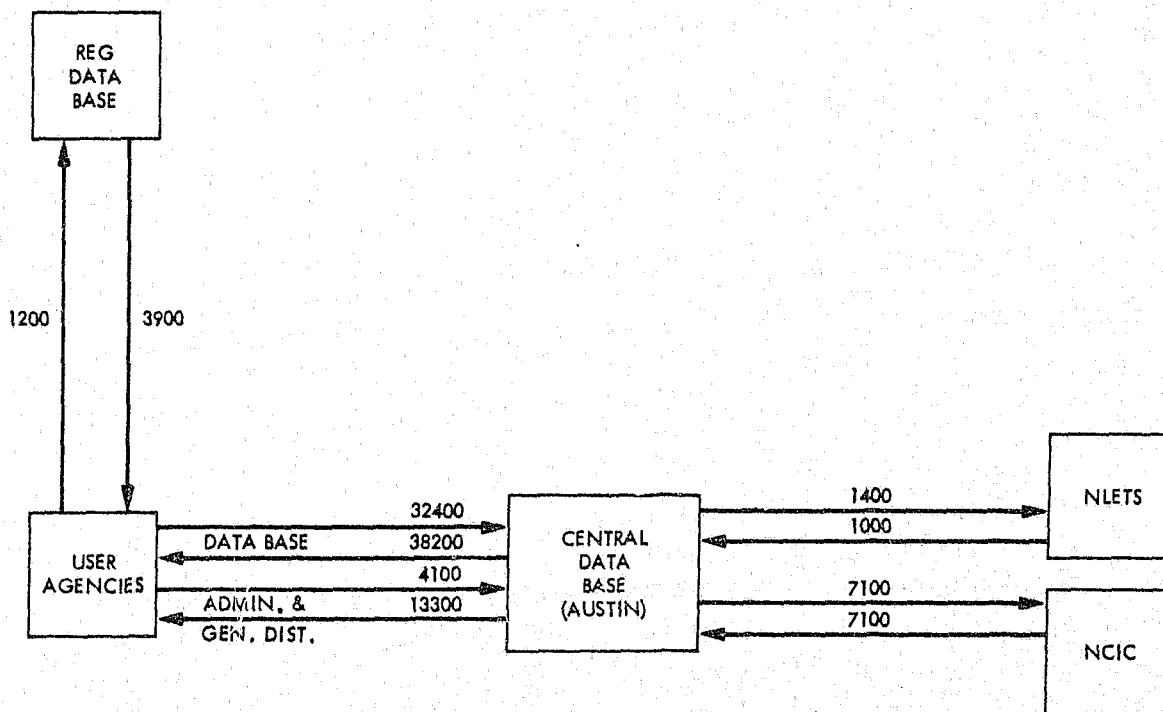 REG
DATA
BASE
1200
3900
USER
AGENCIES
32400
DATA BASE 38200
4100
ADMIN. & 13300
GEN. DIST.
CENTRAL
DATA
BASE
(AUSTIN)
1400
1000
7100
7100
NLETS
NCIC